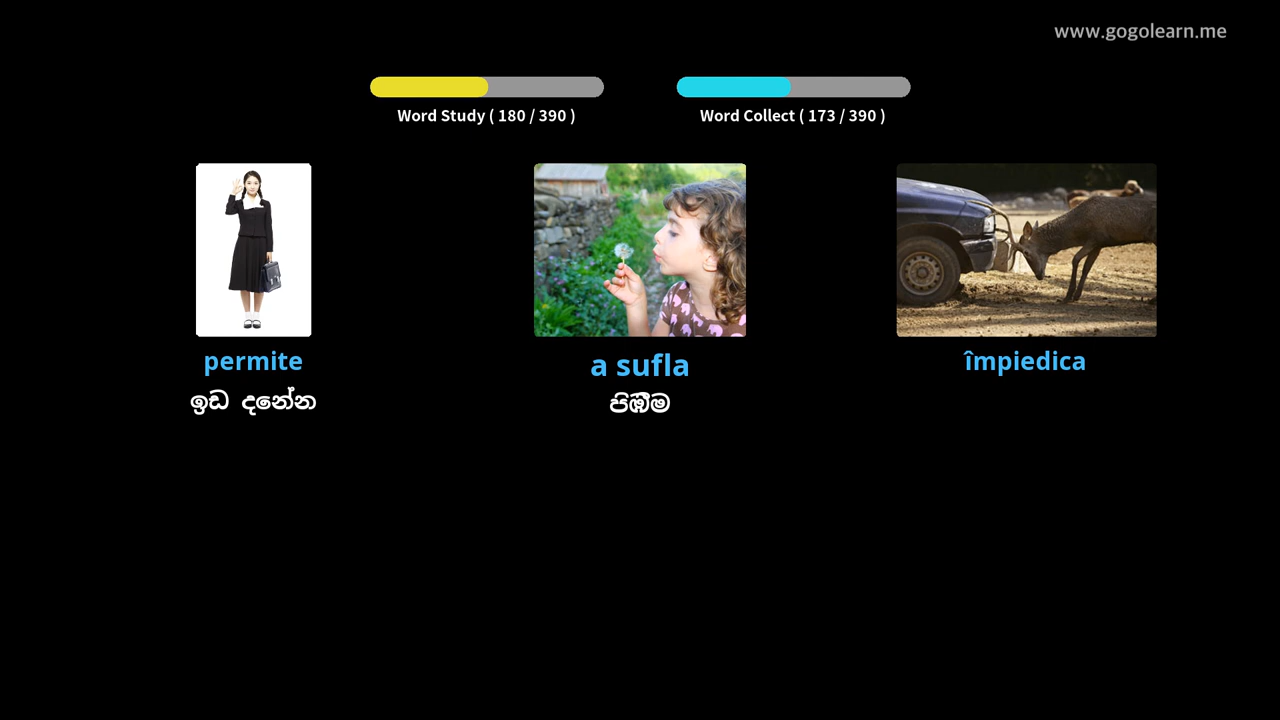 www.gogolearn.me
Word Study ( 180 / 390 )
Word Collect ( 173 / 390 )
permite
ඉඩ දෙන්න
a sufla
පිඹීම
împiedica